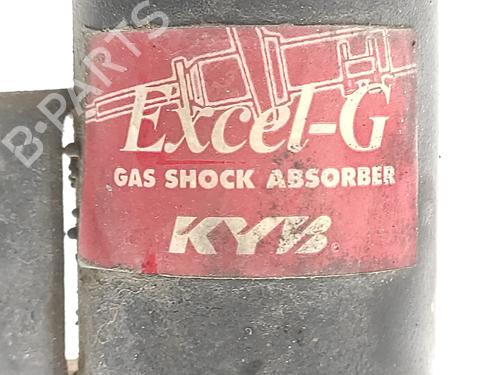 B-PARTS
Excel-G
GAS SHOCK ABSORBER
KYB